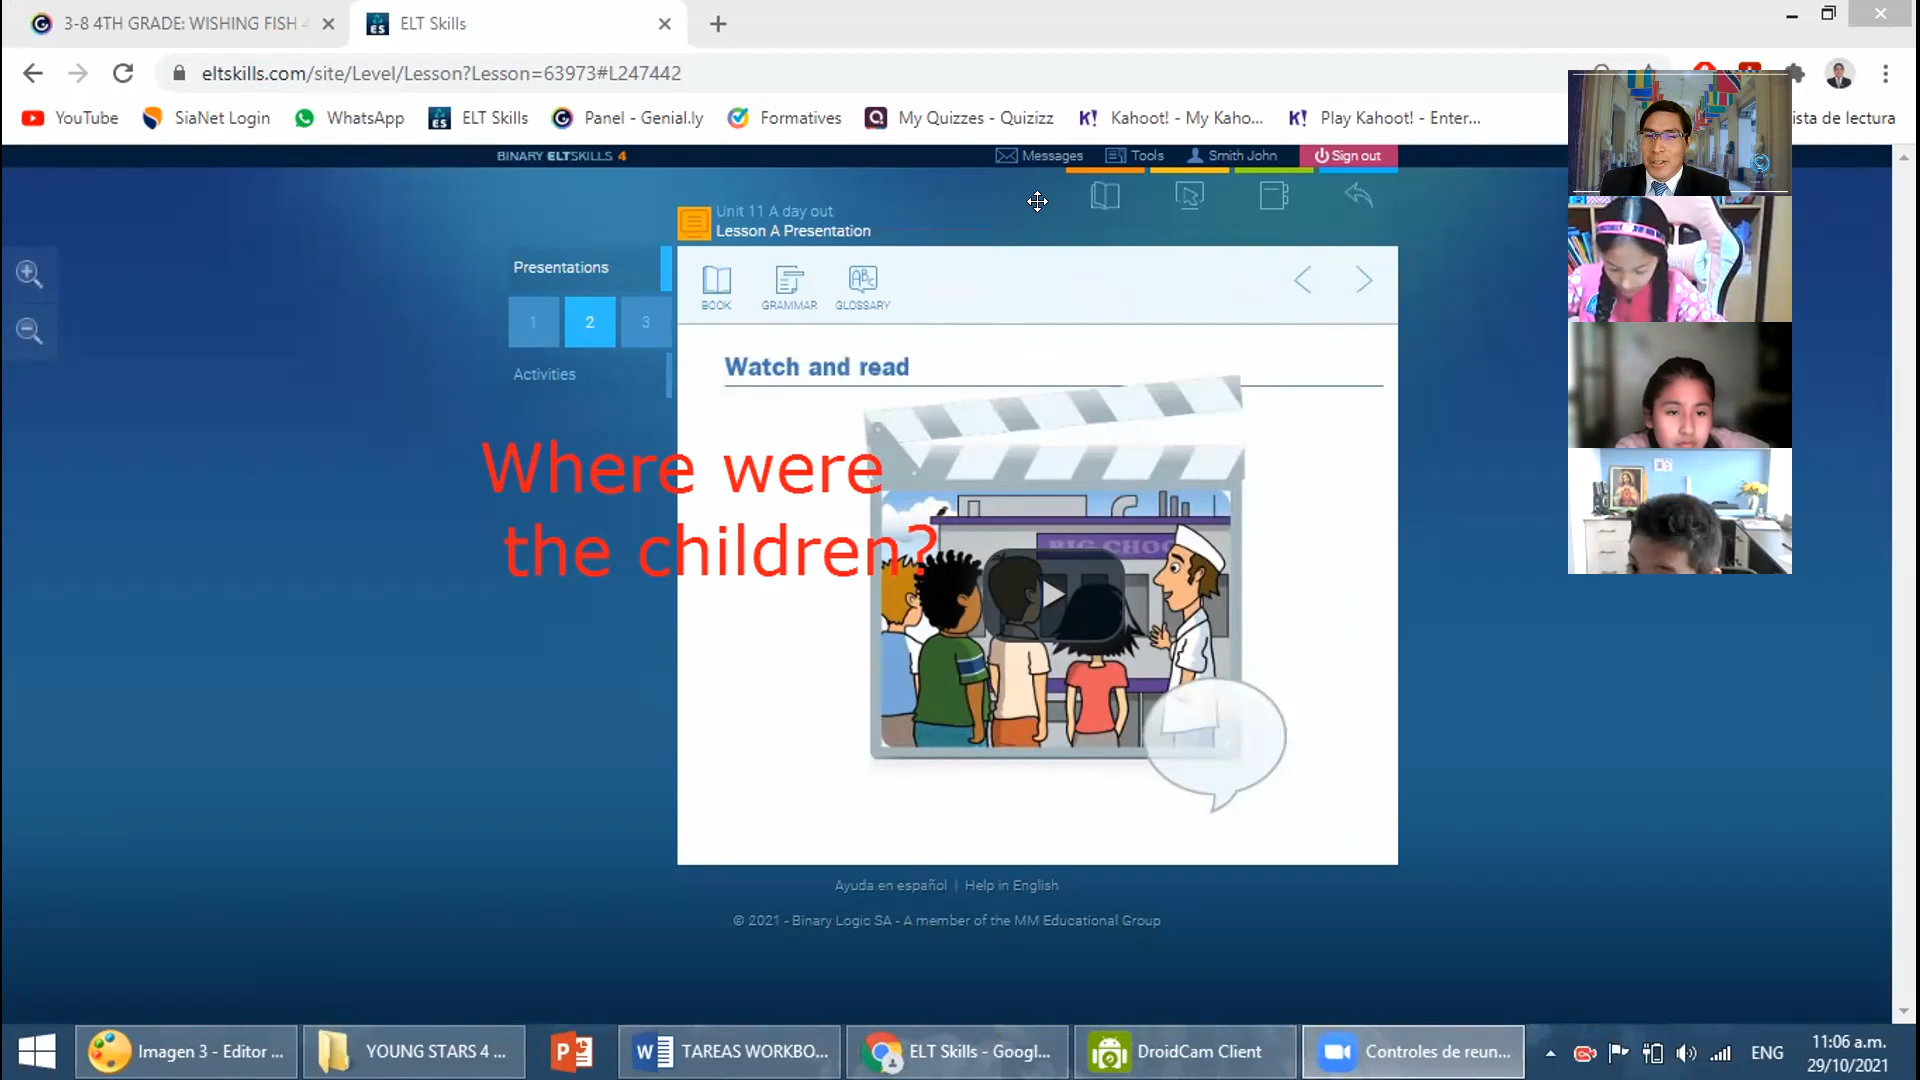 3-8 4TH GRADE: WISHING FISH
ELT Skills
eltskills.com/site/Level/Lesson?Lesson=63973#L247442
YouTube
SiaNet Login
WhatsApp
ELT Skills
Panel - Genial.ly
Formatives
My Quizzes - Quizizz
Kahoot! - My Kaho...
Play Kahoot! - Enter...
ista de lectura
BINARY ELTSKILLS 4
Messages
Tools
Smith John
Sign out
Unit 11 A day out
Lesson A Presentation
Presentations
1
2
3
Activities
BOOK
GRAMMAR
GLOSSARY
Watch and read
Where were
the children?
BIG CHOC
Ayuda en español | Help in English
© 2021 - Binary Logic SA - A member of the MM Educational Group
Imagen 3 - Editor ...
YOUNG STARS 4 ...
TAREAS WORKBO...
ELT Skills - Googl...
DroidCam Client
Controles de reun...
ENG
11:06 a.m.
29/10/2021